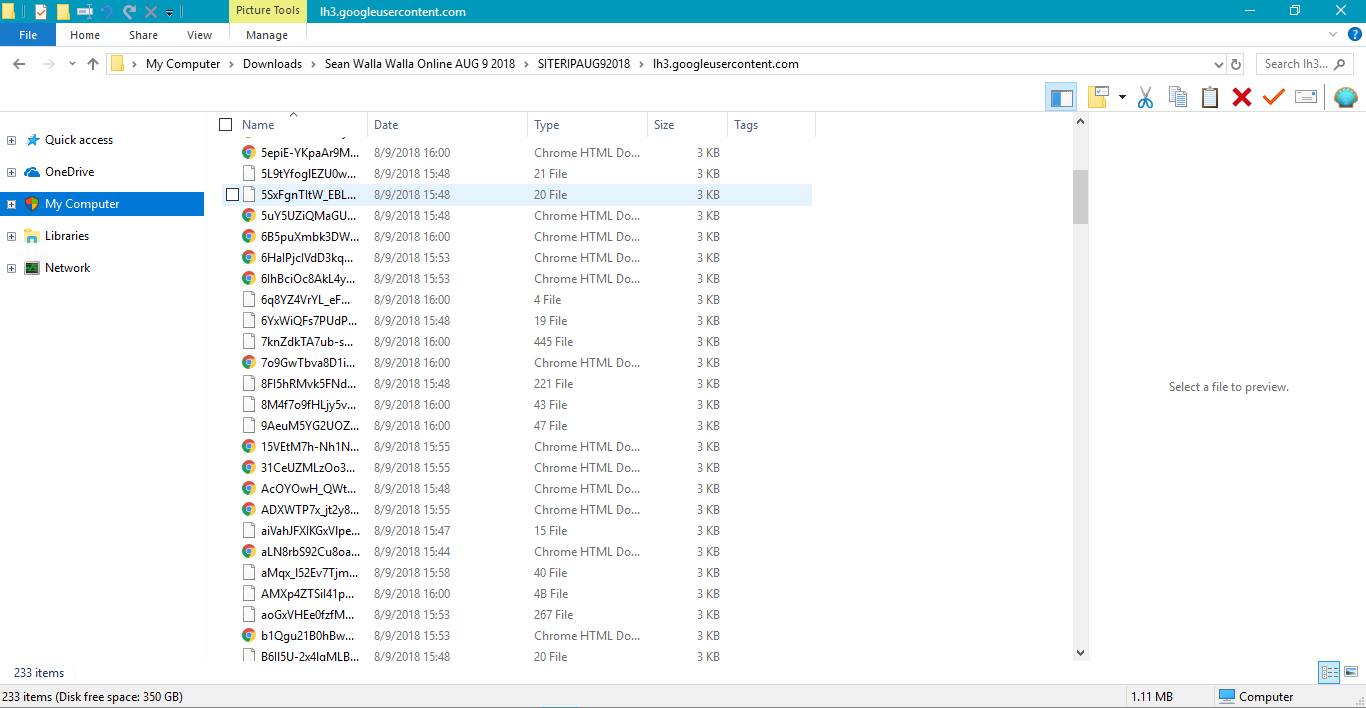 Picture Tools lh3.googleusercontent.com
File Home Share View Manage
My Computer Downloads Sean Walla Walla Online AUG 9 2018 SITERIPAUG92018 lh3.googleusercontent.com Search lh3...
Name Date Type Size Tags
Quick access
OneDrive
My Computer
Libraries
Network
5epiE-YKpaAr9M... 8/9/2018 16:00 Chrome HTML Do... 3 KB
5L9tYfoglEZU0w... 8/9/2018 15:48 21 File 3 KB
5SxFgnTltW_EBL... 8/9/2018 15:48 20 File 3 KB
5uY5UZiQMaGU... 8/9/2018 15:48 Chrome HTML Do... 3 KB
6B5puXmbk3DW... 8/9/2018 16:00 Chrome HTML Do... 3 KB
6HaIPjclVdD3kq... 8/9/2018 15:53 Chrome HTML Do... 3 KB
6IhBciOc8AkL4y... 8/9/2018 15:53 Chrome HTML Do... 3 KB
6q8YZ4VrYL_eF... 8/9/2018 16:00 4 File 3 KB
6YxWiQFs7PUdP... 8/9/2018 15:48 19 File 3 KB
7knZdkTA7ub-s... 8/9/2018 16:00 445 File 3 KB
7o9GwTbva8D1i... 8/9/2018 16:00 Chrome HTML Do... 3 KB
8FI5hRMvk5FNd... 8/9/2018 15:48 221 File 3 KB
8M4f7o9fHLjy5v... 8/9/2018 16:00 43 File 3 KB
9AeuM5YG2UOZ... 8/9/2018 16:00 47 File 3 KB
15VEtM7h-Nh1N... 8/9/2018 15:55 Chrome HTML Do... 3 KB
31CeUZMLzOo3... 8/9/2018 15:55 Chrome HTML Do... 3 KB
AcOYOwH_QWt... 8/9/2018 15:48 Chrome HTML Do... 3 KB
ADXWTP7x_jt2y8... 8/9/2018 15:55 Chrome HTML Do... 3 KB
aiVahJFXlKGxVlpe... 8/9/2018 15:47 15 File 3 KB
aLN8rbS92Cu8oa... 8/9/2018 15:44 Chrome HTML Do... 3 KB
aMqx_I52Ev7Tjm... 8/9/2018 15:58 40 File 3 KB
AMXp4ZTSiI41p... 8/9/2018 16:00 4B File 3 KB
aoGxVHEe0fzfM... 8/9/2018 15:53 267 File 3 KB
b1Qgu21B0hBw... 8/9/2018 15:53 Chrome HTML Do... 3 KB
B6II5U-2x4IgMLB... 8/9/2018 15:48 20 File 3 KB
Select a file to preview.
233 items
233 items (Disk free space: 350 GB) 1.11 MB Computer